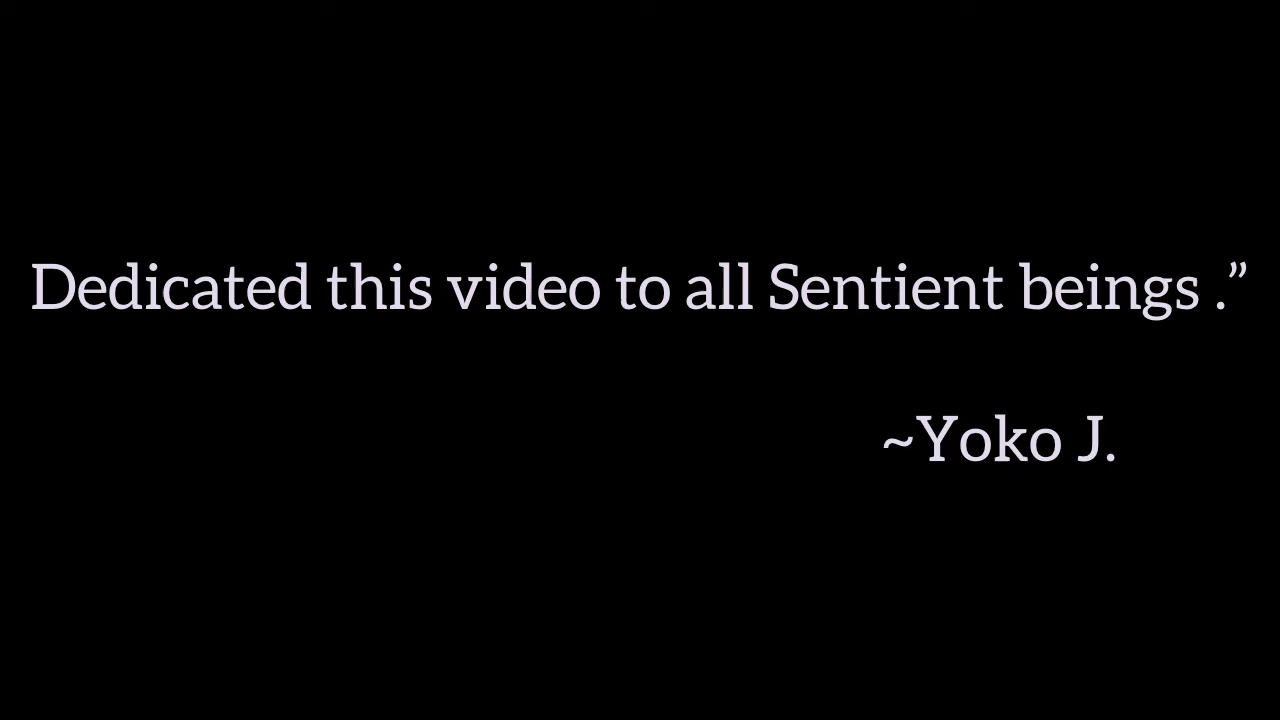 Dedicated this video to all Sentient beings .”
~Yoko J.